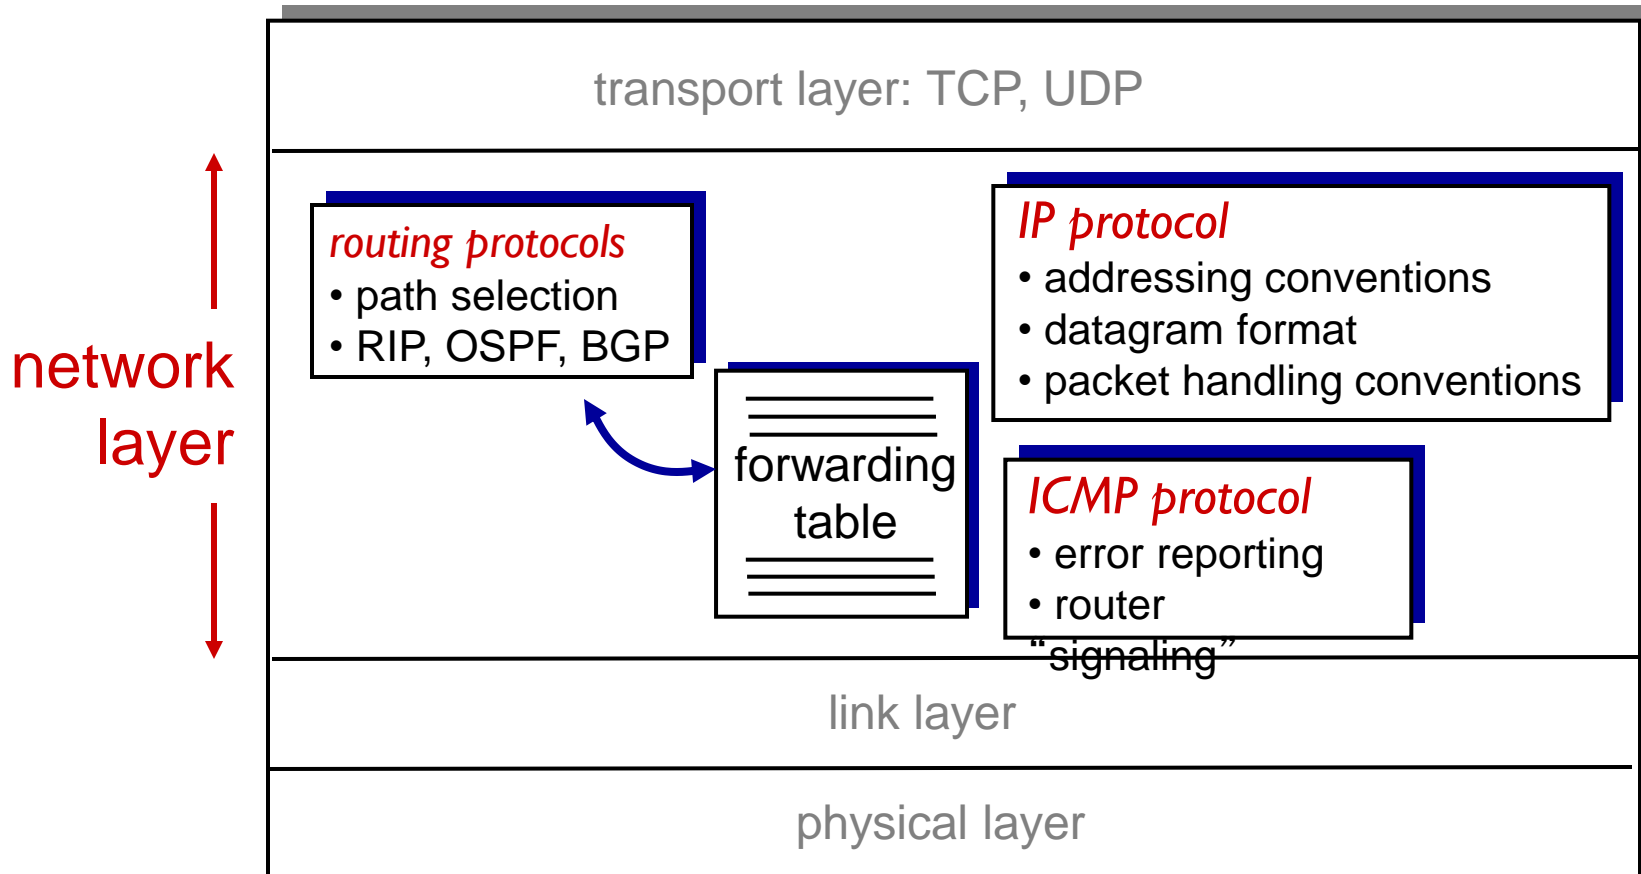 transport layer: TCP, UDP
network
layer
routing protocols
• path selection
• RIP, OSPF, BGP
forwarding
table
IP protocol
• addressing conventions
• datagram format
• packet handling conventions
ICMP protocol
• error reporting
• router
“signaling”
link layer
physical layer